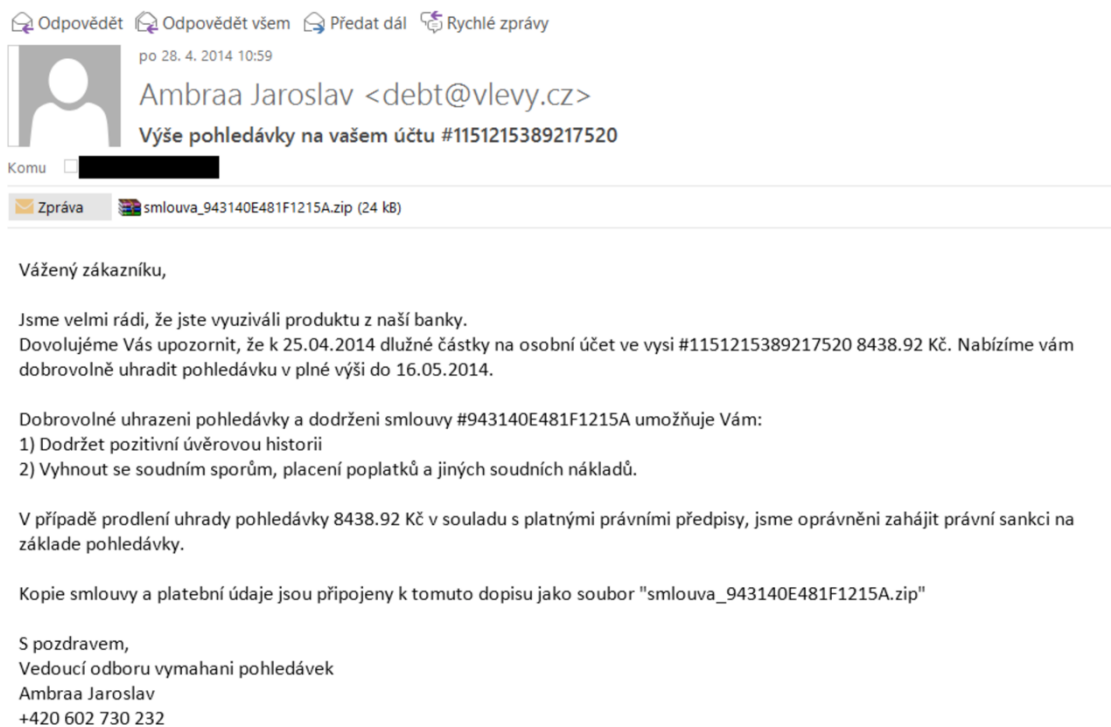 Odpovědět Odpovědět všem Předat dál Rychlé zprávy
po 28. 4. 2014 10:59
Ambraa Jaroslav <debt@vlevy.cz>
Výše pohledávky na vašem účtu #1151215389217520
Komu
Zpráva smlouva_943140E481F1215A.zip (24 kB)
Vážený zákazníku,
Jsme velmi rádi, že jste vyuziváli produktu z naší banky.
Dovolujéme Vás upozornit, že k 25.04.2014 dlužné částky na osobní účet ve vysi #1151215389217520 8438.92 Kč. Nabízíme vám
dobrovolně uhradit pohledávku v plné výši do 16.05.2014.
Dobrovolné uhrazeni pohledávky a dodrženi smlouvy #943140E481F1215A umožňuje Vám:
1) Dodržet pozitivní úvěrovou historii
2) Vyhnout se soudním sporům, placení poplatků a jiných soudních nákladů.
V případě prodlení uhrady pohledávky 8438.92 Kč v souladu s platnými právními předpisy, jsme oprávněni zahájit právní sankci na
základe pohledávky.
Kopie smlouvy a platební údaje jsou připojeny k tomuto dopisu jako soubor "smlouva_943140E481F1215A.zip"
S pozdravem,
Vedoucí odboru vymahani pohledávek
Ambraa Jaroslav
+420 602 730 232